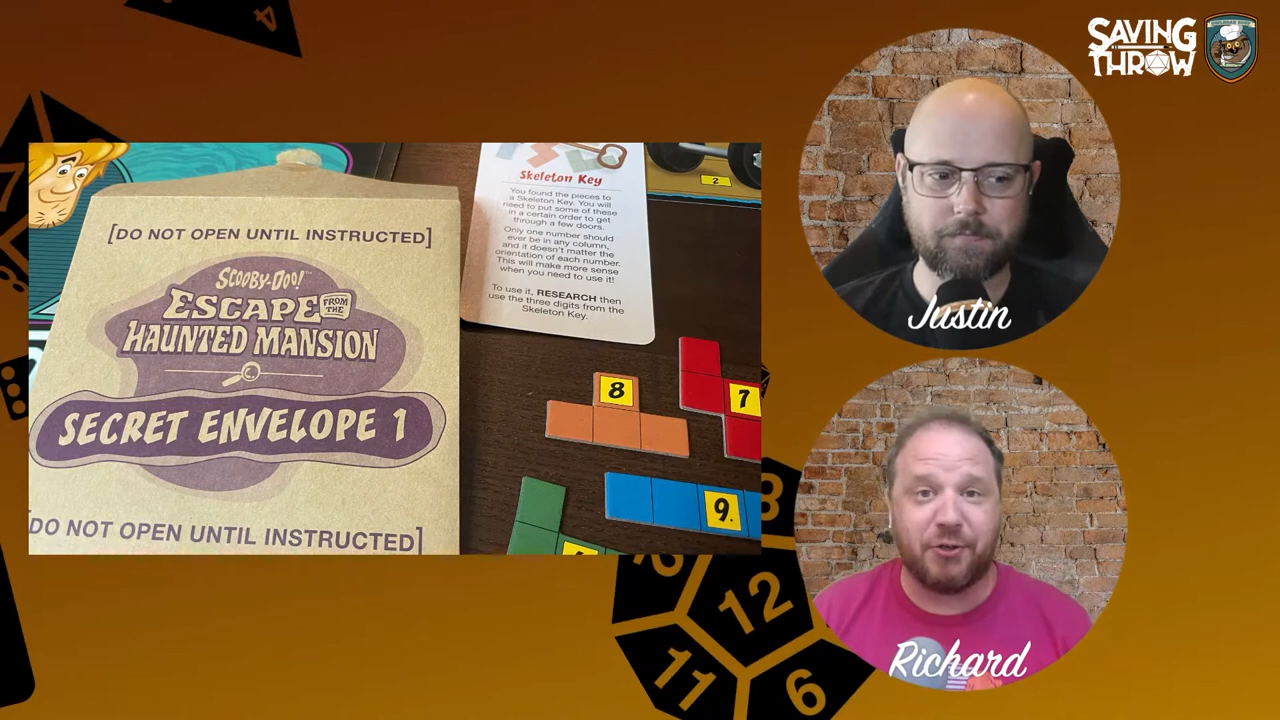 SAVING
THROW
[DO NOT OPEN UNTIL INSTRUCTED]
SCOOBY-DOO!™
ESCAPE FROM THE
HAUNTED MANSION
SECRET ENVELOPE 1
DO NOT OPEN UNTIL INSTRUCTED]
Skeleton Key
You found the pieces to
a Skeleton Key. You will
need to put some of these
in a certain order to get
through a few doors.
Only one number should
ever be in any column,
and it doesn't matter the
orientation of each number.
This will make more sense
when you need to use it!
To use it, RESEARCH then
use the three digits from the
Skeleton Key.
2
8
7
9.
Justin
Richard
4
7
8
12
11
6